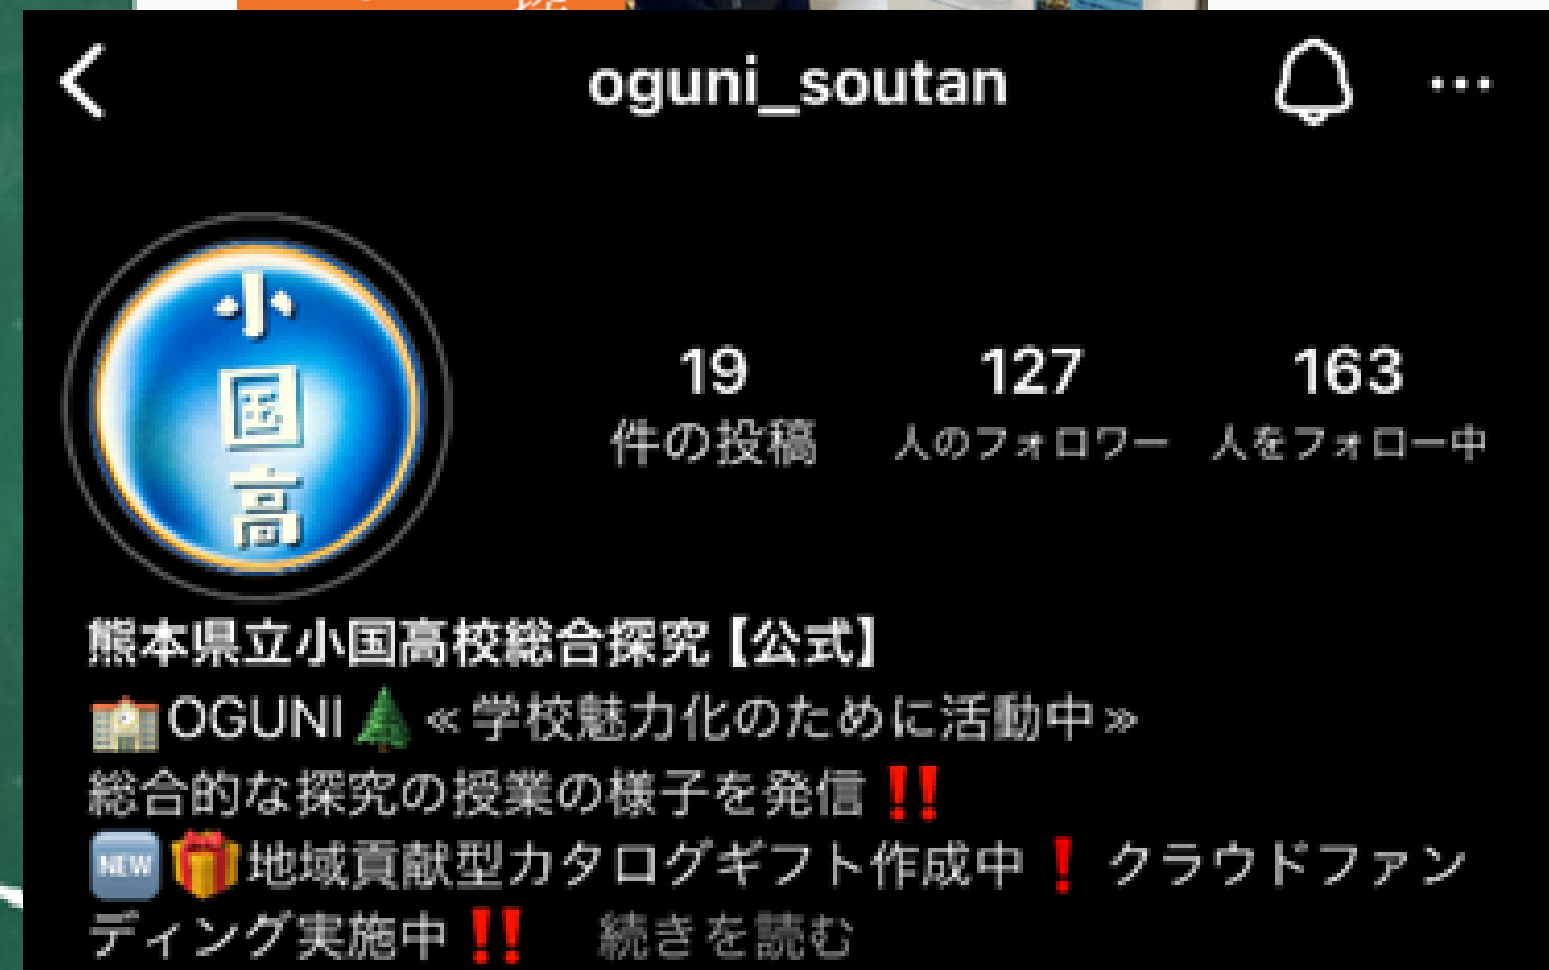 oguni_soutan
小
国
高
19
件の投稿
127
人のフォロワー
163
人をフォロー中
熊本県立小国高校総合探究【公式】
🏫OGUNI🌲≪学校魅力化のために活動中≫
総合的な探究の授業の様子を発信‼️
🆕🎁地域貢献型カタログギフト作成中❗️クラウドファン
ディング実施中‼️ 続きを読む